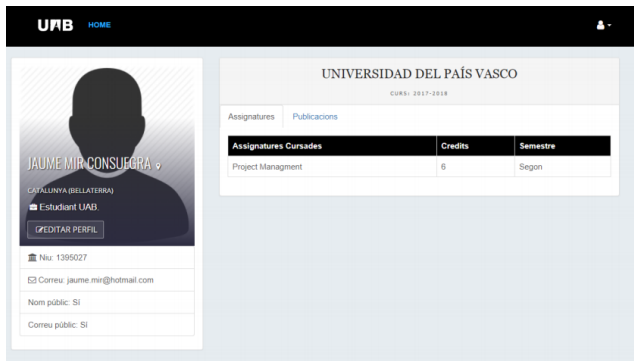 UAB HOME
JAUME MIR CONSUEGRA
CATALUNYA (BELLATERRA)
Estudiant UAB.
EDITAR PERFIL
Niu: 1395027
Correu: jaume.mir@hotmail.com
Nom públic: Sí
Correu públic: Sí
UNIVERSIDAD DEL PAÍS VASCO
CURS: 2017-2018
Assignatures Publicacions
Assignatures Cursades Credits Semestre
Project Managment 6 Segon